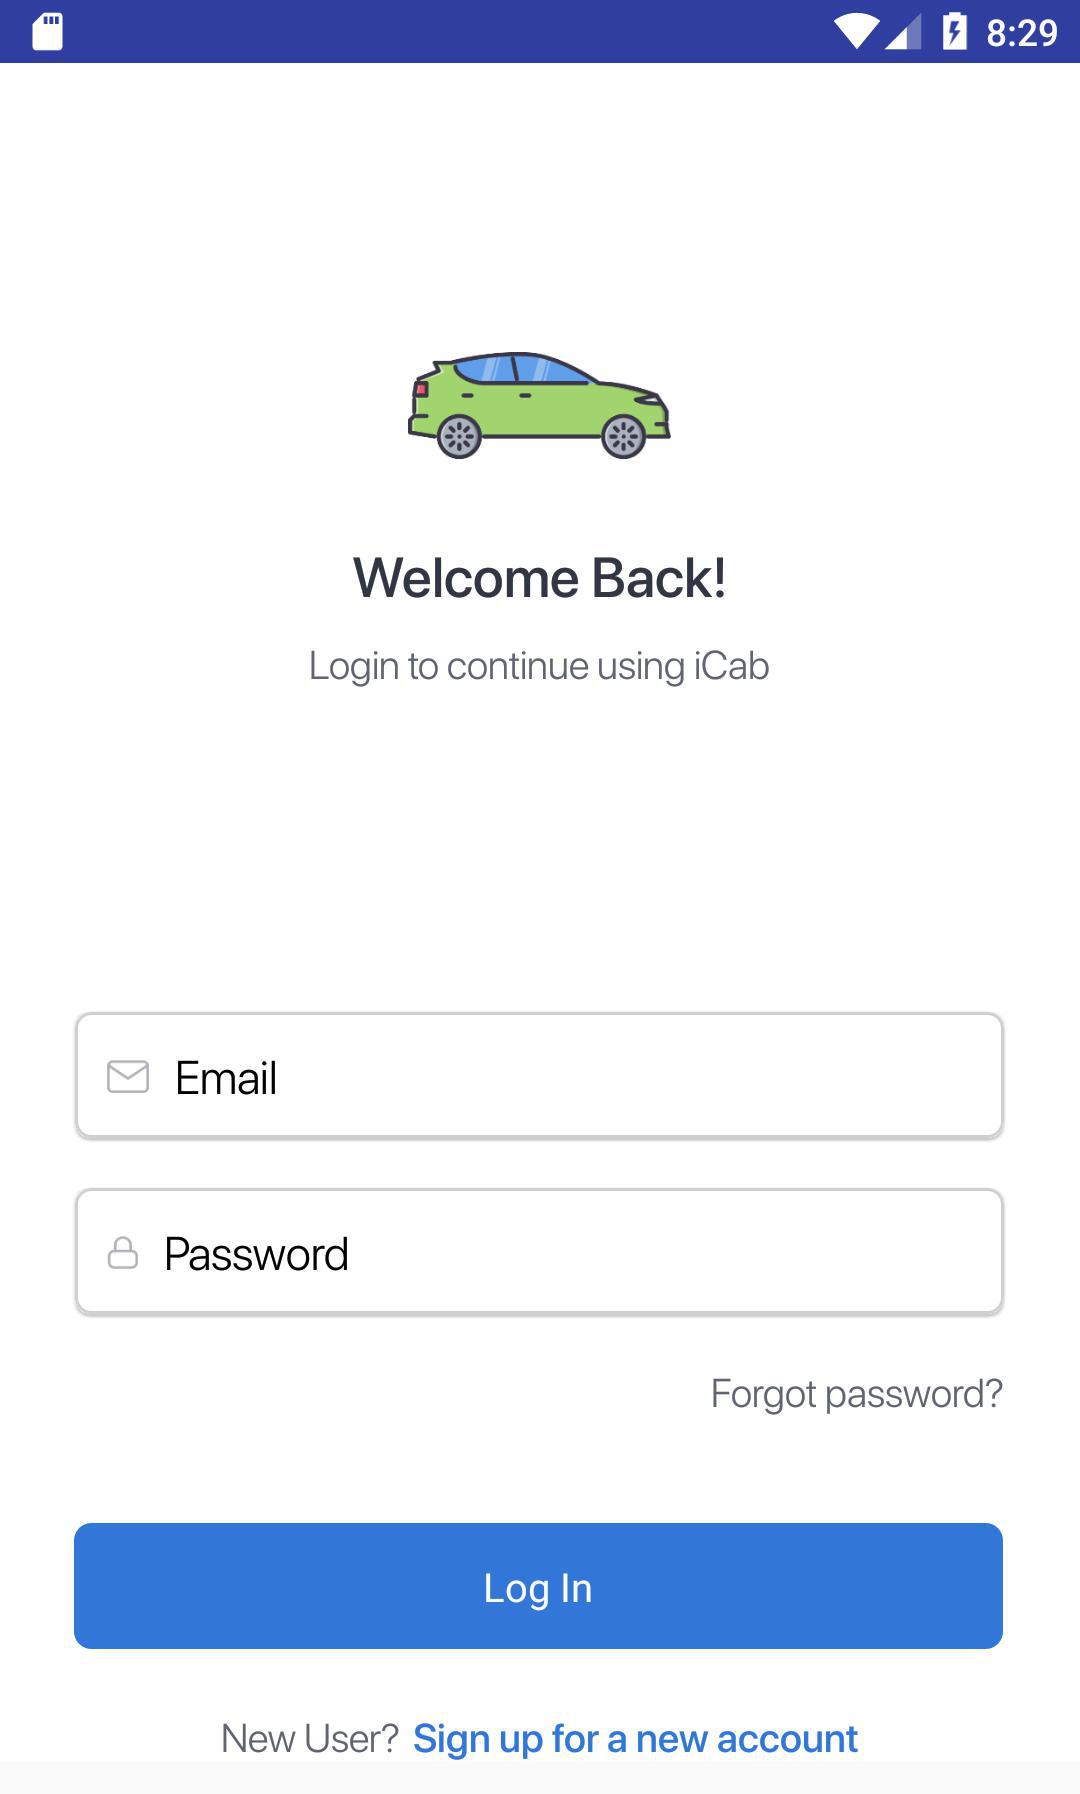 8:29
Welcome Back!
Login to continue using iCab
Email
Password
Forgot password?
Log In
New User? Sign up for a new account